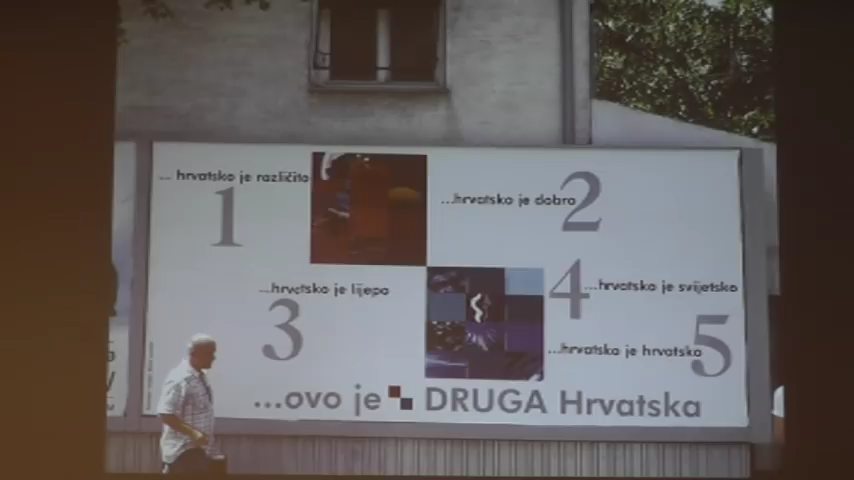 ... hrvatsko je različito
1
...hrvatsko je dobro
2
...hrvatsko je lijepo
3
4
...hrvatsko je svijetsko
...hrvatsko je hrvatsko
5
...ovo je DRUGA Hrvatska